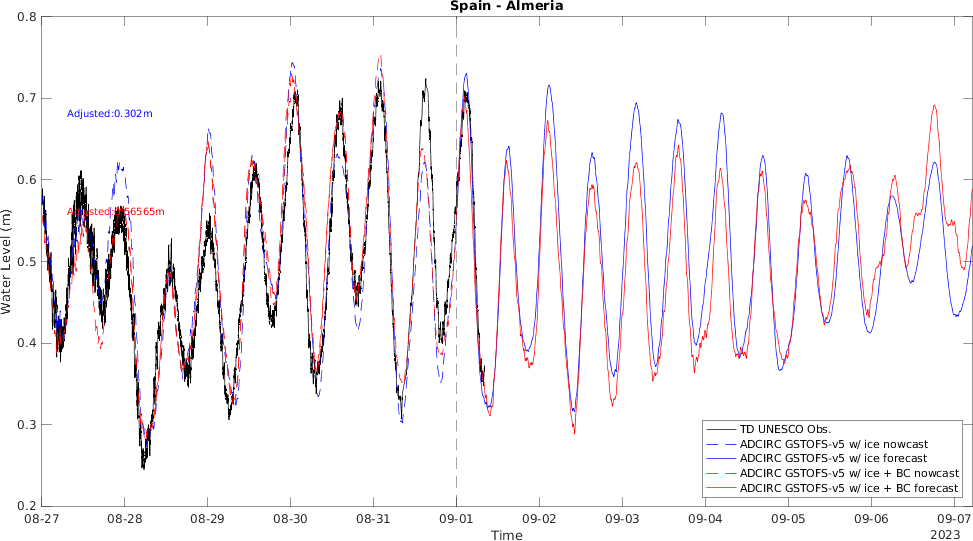 Spain - Almeria
0.8
0.7
0.6
0.5
0.4
0.3
0.2
Water Level (m)
Adjusted:0.302m
08-27
08-28
08-29
08-30
08-31
09-01
09-02
09-03
09-04
09-05
09-06
09-07
2023
Time
TD UNESCO Obs.
ADCIRC GSTOFS-v5 w/ ice nowcast
ADCIRC GSTOFS-v5 w/ ice forecast
ADCIRC GSTOFS-v5 w/ ice + BC nowcast
ADCIRC GSTOFS-v5 w/ ice + BC forecast